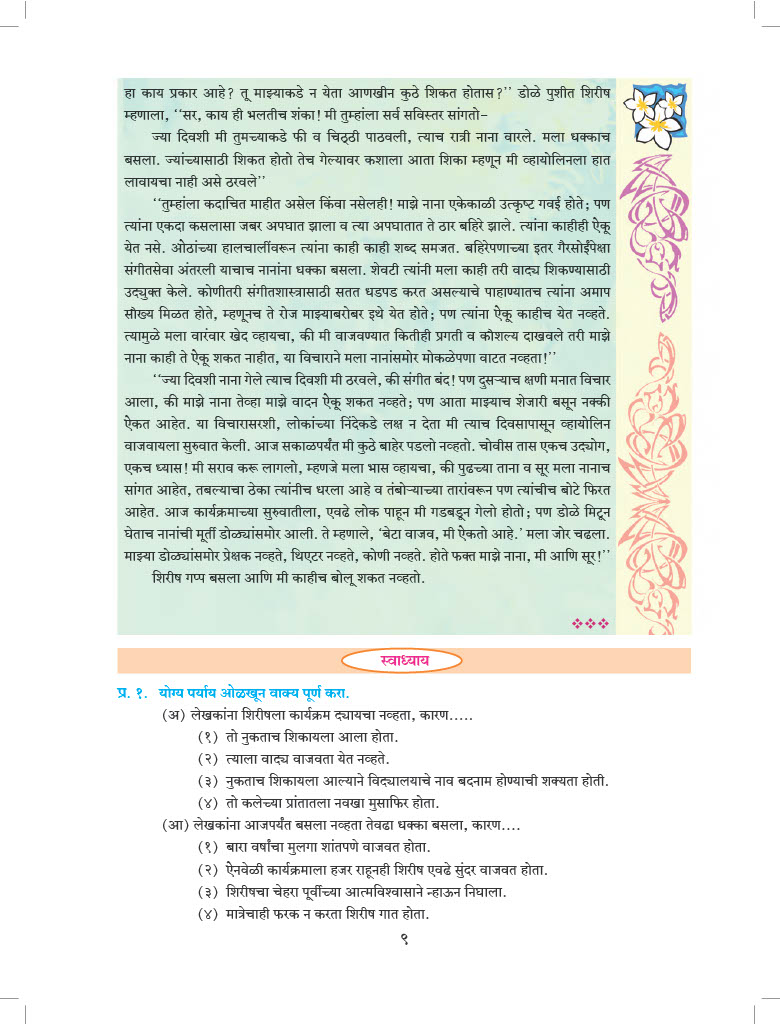 हा काय प्रकार आहे? तू माझ्याकडे न येता आणखीन कुठे शिकत होतास?’’ डोळे पुशीत शिरीष
म्हणाला, ‘‘सर, काय ही भलतीच शंका! मी तुम्हांला सर्व सविस्तर सांगतो-
ज्या दिवशी मी तुमच्याकडे फी व चिठ्ठी पाठवली, त्याच रात्री नाना वारले. मला धक्काच
बसला. ज्यांच्यासाठी शिकत होतो तेच गेल्यावर कशाला आता शिका म्हणून मी व्हायोलिनला हात
लावायचा नाही असे ठरवले’’
‘‘तुम्हांला कदाचित माहीत असेल किंवा नसेलही! माझे नाना एकेकाळी उत्कृष्ट गवई होते; पण
त्यांना एकदा कसलासा जबर अपघात झाला व त्या अपघातात ते ठार बहिरे झाले. त्यांना काहीही ऐकू
येत नसे. ओठांच्या हालचालींवरून त्यांना काही काही शब्द समजत. बहिरेपणाच्या इतर गैरसोईंपेक्षा
संगीतसेवा अंतरली याचाच नानांना धक्का बसला. शेवटी त्यांनी मला काही तरी वाद्य शिकण्यासाठी
उद्युक्त केले. कोणीतरी संगीतशास्त्रासाठी सतत धडपड करत असल्याचे पाहाण्यातच त्यांना अमाप
सौख्य मिळत होते, म्हणूनच ते रोज माझ्याबरोबर इथे येत होते; पण त्यांना ऐकू काहीच येत नव्हते.
त्यामुळे मला वारंवार खेद व्हायचा, की मी वाजवण्यात कितीही प्रगती व कौशल्य दाखवले तरी माझे
नाना काही ते ऐकू शकत नाहीत, या विचाराने मला नानांसमोर मोकळेपणा वाटत नव्हता!’’
‘‘ज्या दिवशी नाना गेले त्याच दिवशी मी ठरवले, की संगीत बंद! पण दुसऱ्याच क्षणी मनात विचार
आला, की माझे नाना तेव्हा माझे वादन ऐकू शकत नव्हते; पण आता माझ्याच शेजारी बसून नक्की
ऐकत आहेत. या विचारासरशी, लोकांच्या निंदेकडे लक्ष न देता मी त्याच दिवसापासून व्हायोलिन
वाजवायला सुरुवात केली. आज सकाळपर्यंत मी कुठे बाहेर पडलो नव्हतो. चोवीस तास एकच उद्योग,
एकच ध्यास! मी सराव करू लागलो, म्हणजे मला भास व्हायचा, की पुढच्या ताना व सूर मला नानाच
सांगत आहेत, तबल्याचा ठेका त्यांनीच धरला आहे व तंबोऱ्याच्या तारांवरून पण त्यांचीच बोटे फिरत
आहेत. आज कार्यक्रमाच्या सुरुवातीला, एवढे लोक पाहून मी गडबडून गेलो होतो; पण डोळे मिटून
घेताच नानांची मूर्ती डोळ्यांसमोर आली. ते म्हणाले, ‘बेटा वाजव, मी ऐकतो आहे.’ मला जोर चढला.
माझ्या डोळ्यांसमोर प्रेक्षक नव्हते, थिएटर नव्हते, कोणी नव्हते. होते फक्त माझे नाना, मी आणि सूर!’’
शिरीष गप्प बसला आणि मी काहीच बोलू शकत नव्हतो.
स्वाध्याय
प्र. १. योग्य पर्याय ओळखून वाक्य पूर्ण करा.
(अ) लेखकांना शिरीषला कार्यक्रम द्यायचा नव्हता, कारण.....
(१) तो नुकताच शिकायला आला होता.
(२) त्याला वाद्य वाजवता येत नव्हते.
(३) नुकताच शिकायला आल्याने विद्यालयाचे नाव बदनाम होण्याची शक्यता होती.
(४) तो कलेच्या प्रांतातला नवखा मुसाफिर होता.
(आ) लेखकांना आजपर्यंत बसला नव्हता तेवढा धक्का बसला, कारण....
(१) बारा वर्षांचा मुलगा शांतपणे वाजवत होता.
(२) ऐनवेळी कार्यक्रमाला हजर राहूनही शिरीष एवढे सुंदर वाजवत होता.
(३) शिरीषचा चेहरा पूर्वीच्या आत्मविश्वासाने न्हाऊन निघाला.
(४) मात्रेचाही फरक न करता शिरीष गात होता.
९